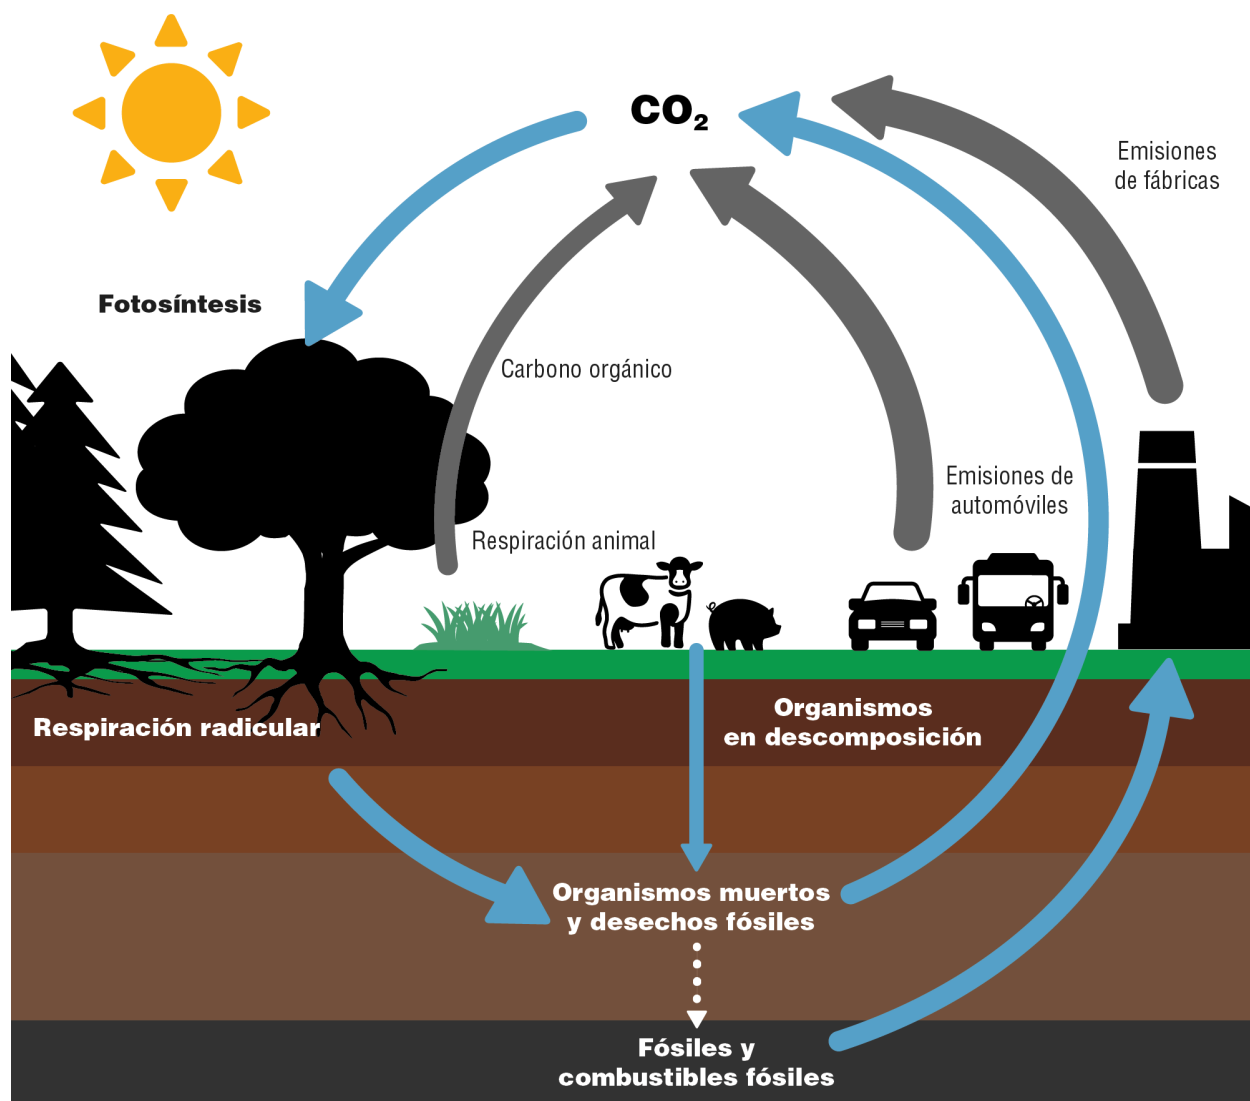 CO₂
Emisiones
de fábricas
Fotosíntesis
Carbono orgánico
Emisiones de
automóviles
Respiración animal
Respiración radicular
Organismos
en descomposición
Organismos muertos
y desechos fósiles
Fósiles y
combustibles fósiles